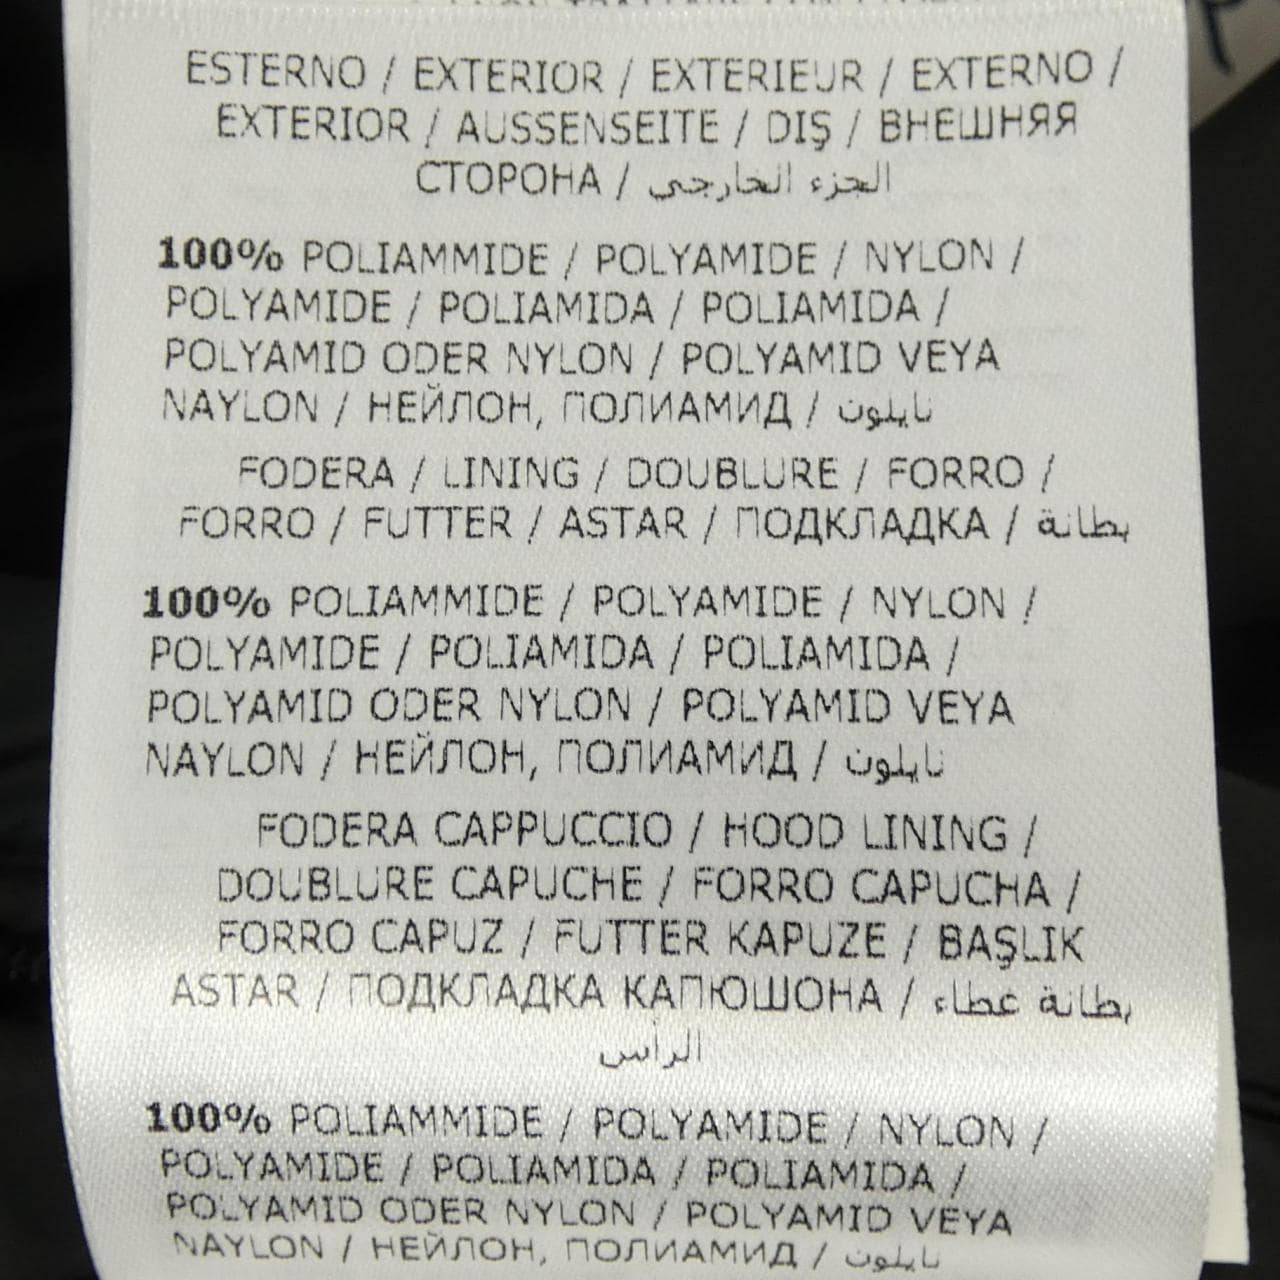 ESTERNO / EXTERIOR / EXTERIEUR / EXTERNO /
EXTERIOR / AUSSENSEITE / DIŞ / ВНЕШНЯЯ
СТОРОНА / الجزء الخارجي
100% POLIAMMIDE / POLYAMIDE / NYLON /
POLYAMIDE / POLIAMIDA / POLIAMIDA /
POLYAMID ODER NYLON / POLYAMID VEYA
NAYLON / НЕЙЛОН, ПОЛИАМИД / نايلون
FODERA / LINING / DOUBLURE / FORRO /
FORRO / FUTTER / ASTAR / ПОДКЛАДКА / بطانة
100% POLIAMMIDE / POLYAMIDE / NYLON /
POLYAMIDE / POLIAMIDA / POLIAMIDA /
POLYAMID ODER NYLON / POLYAMID VEYA
NAYLON / НЕЙЛОН, ПОЛИАМИД / نايلون
FODERA CAPPUCCIO / HOOD LINING /
DOUBLURE CAPUCHE / FORRO CAPUCHA /
FORRO CAPUZ / FUTTER KAPUZE / BAŞLIK
ASTAR / ПОДКЛАДКА КАПЮШОНА / بطانة غطاء
الرأس
100% POLIAMMIDE / POLYAMIDE / NYLON /
POLYAMIDE / POLIAMIDA / POLIAMIDA /
POLYAMID ODER NYLON / POLYAMID VEYA
NAYLON / НЕЙЛОН, ПОЛИАМИД / نايلون